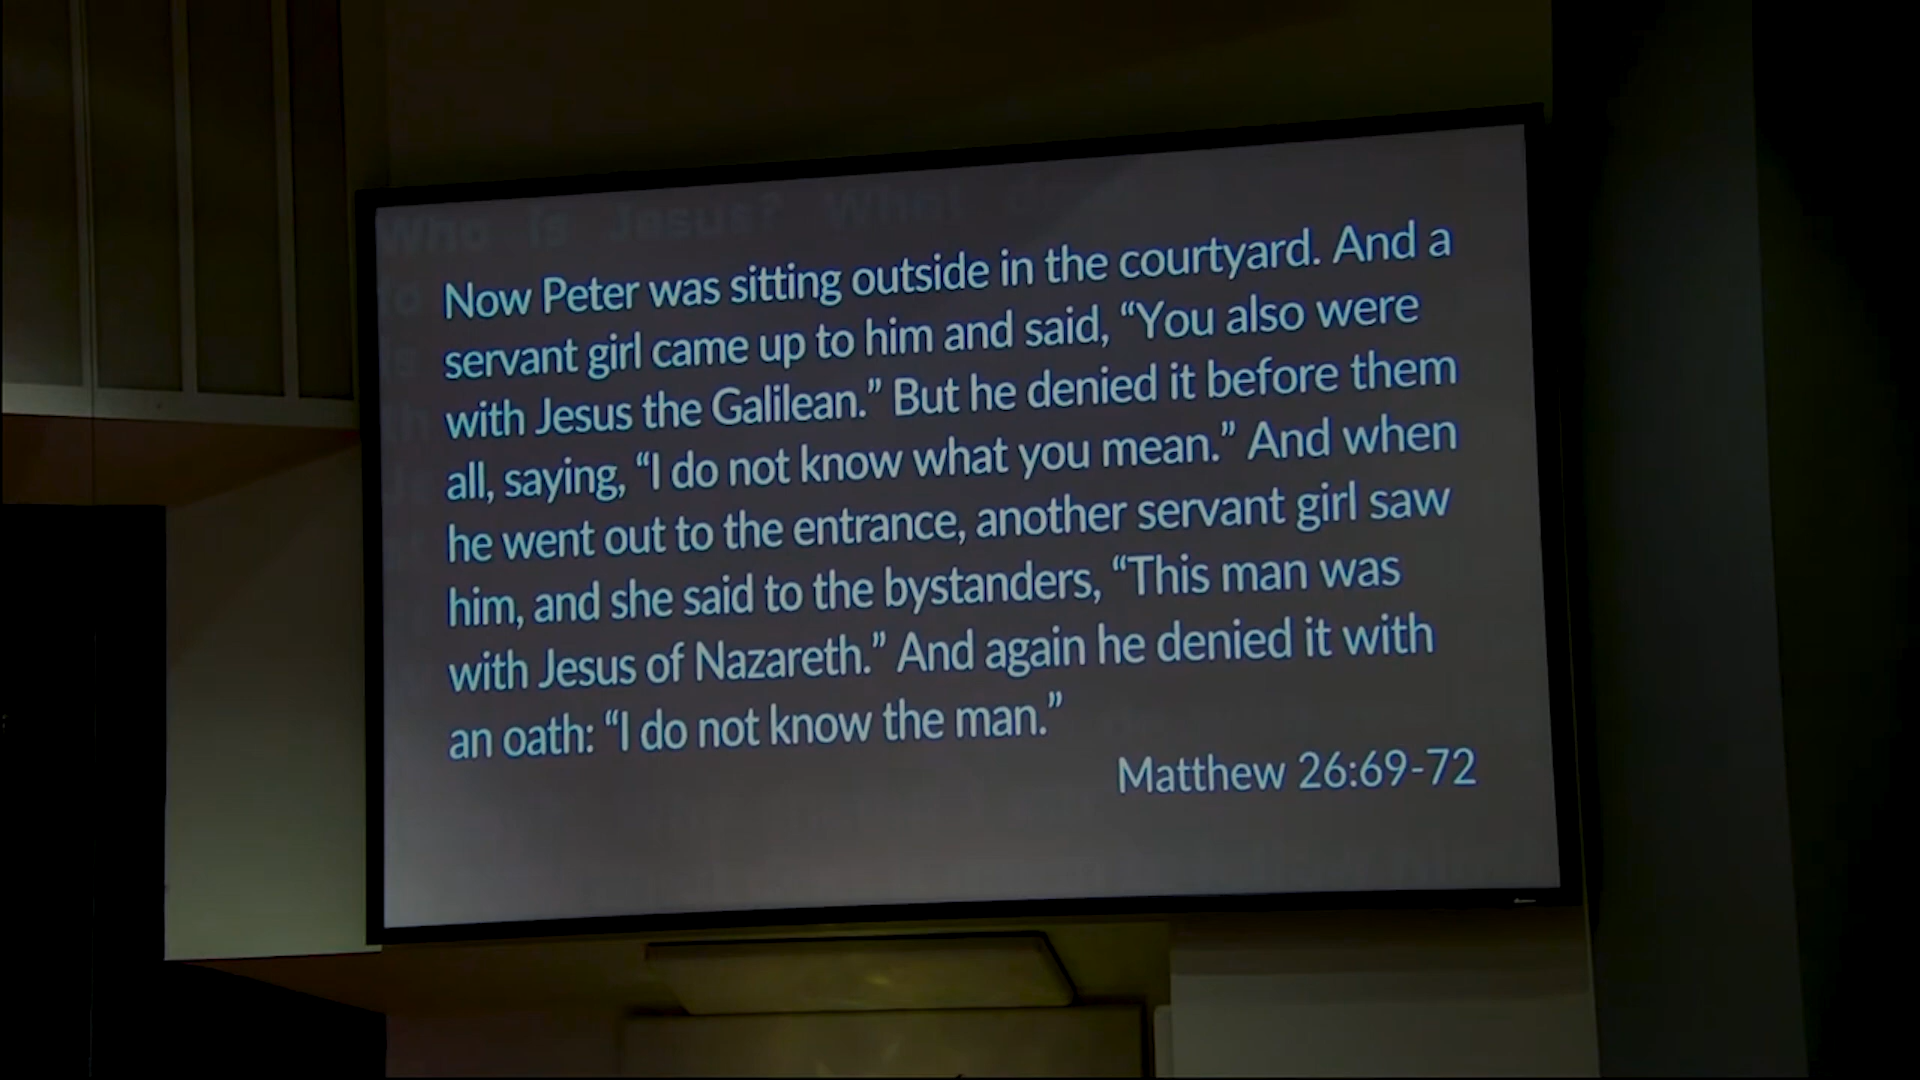 Who is Jesus? What
Now Peter was sitting outside in the courtyard. And a
servant girl came up to him and said, “You also were
with Jesus the Galilean.” But he denied it before them
all, saying, “I do not know what you mean.” And when
he went out to the entrance, another servant girl saw
him, and she said to the bystanders, “This man was
with Jesus of Nazareth.” And again he denied it with
an oath: “I do not know the man.”
Matthew 26:69-72